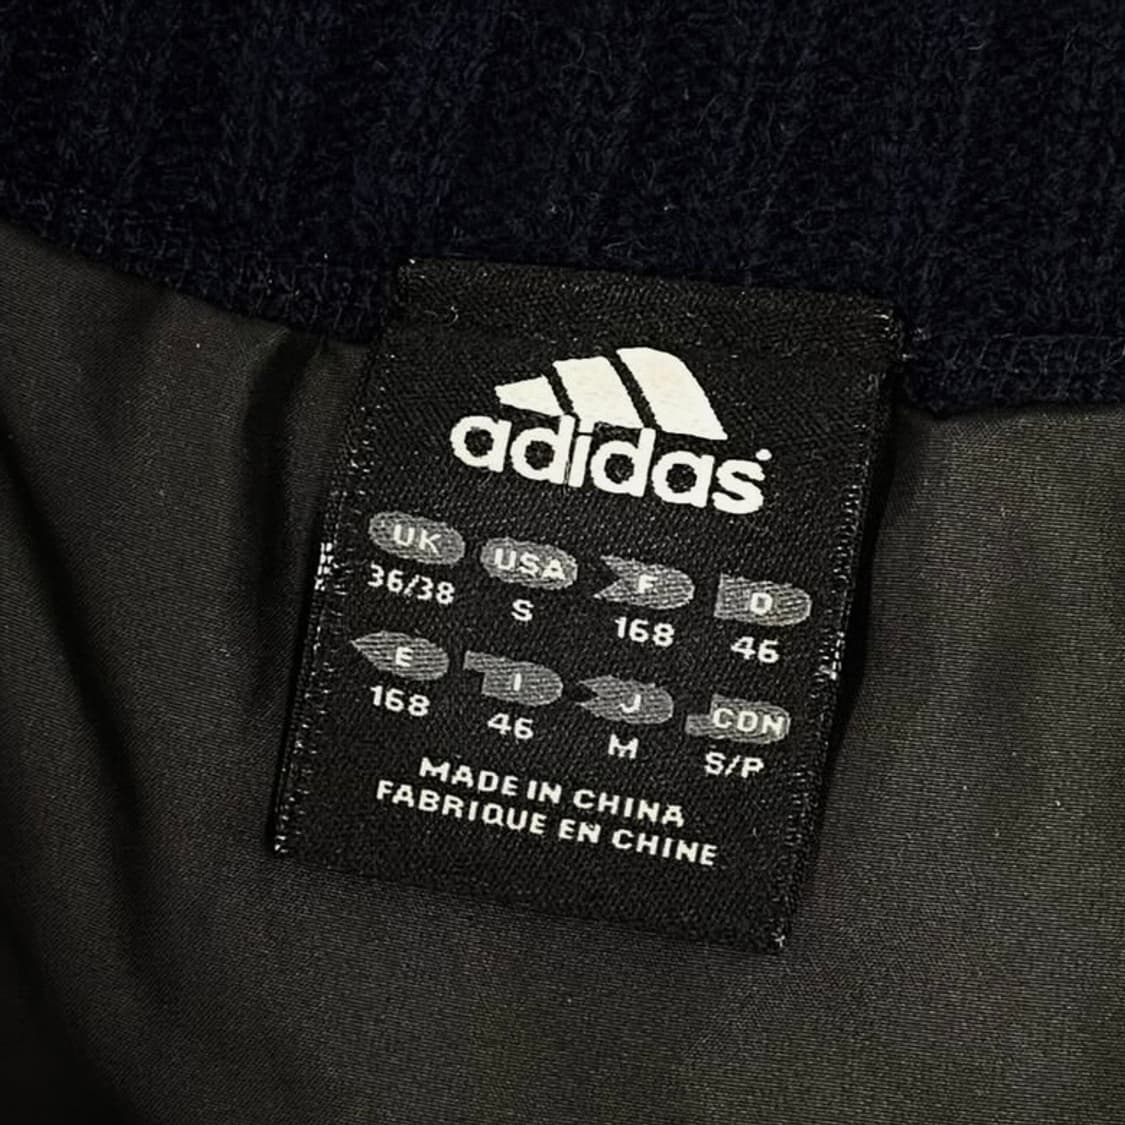 adidas
UK USA F D
36/38 S 168 46
E I J CDN
168 46 M S/P
MADE IN CHINA
FABRIQUE EN CHINE